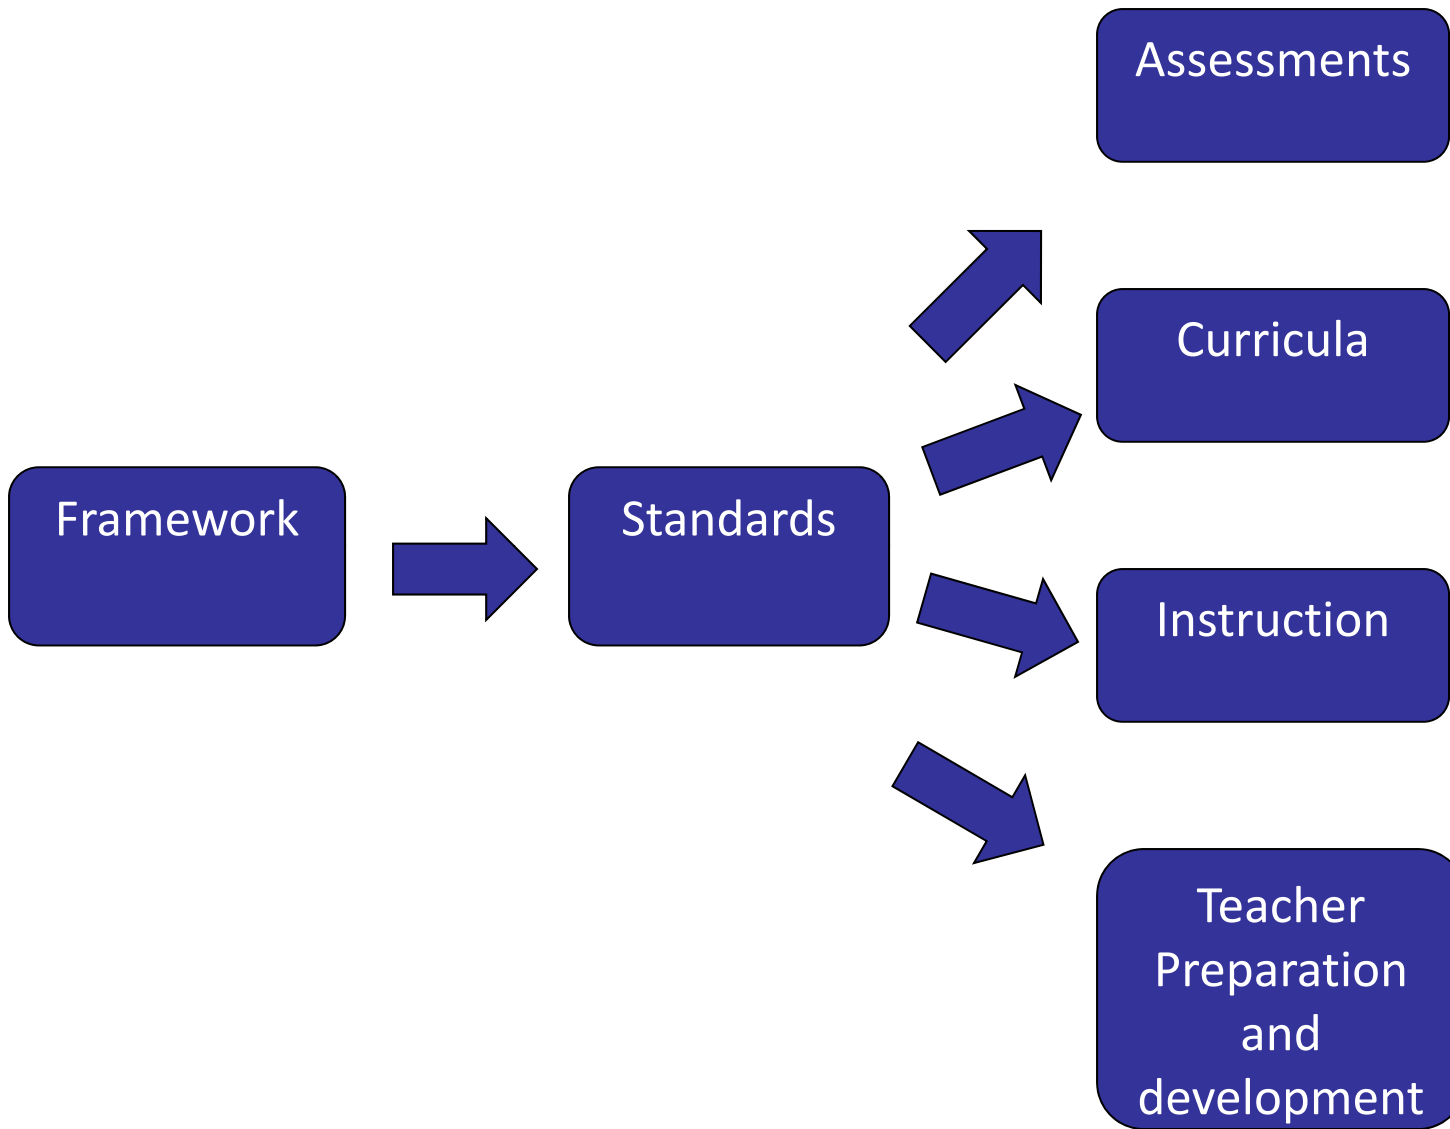 Framework
Standards
Assessments
Curricula
Instruction
Teacher
Preparation
and
development